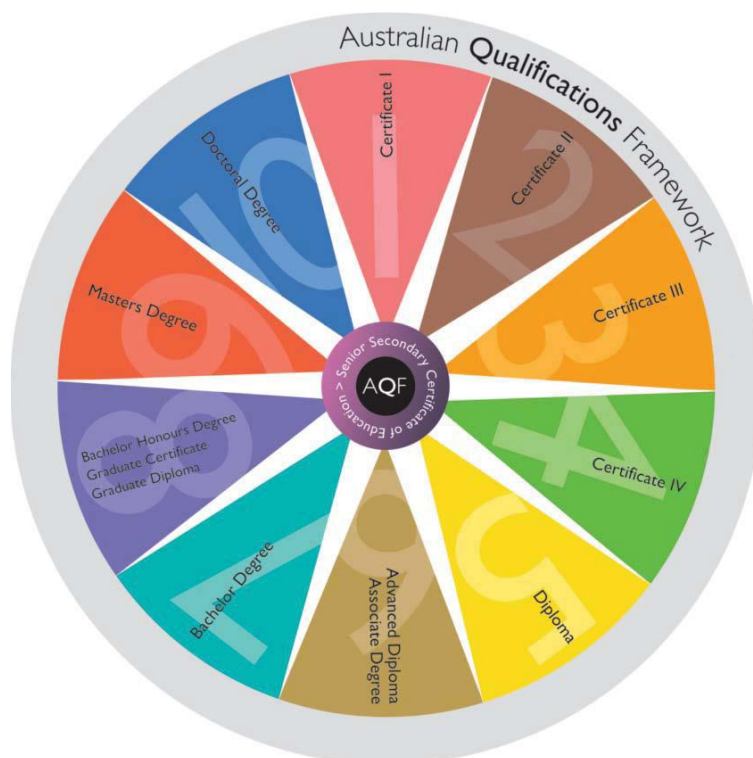 Australian Qualifications Framework
1
Certificate I
2
Certificate II
3
Certificate III
4
Certificate IV
5
Diploma
6
Advanced Diploma
Associate Degree
7
Bachelor Degree
8
Bachelor Honours Degree
Graduate Certificate
Graduate Diploma
9
Masters Degree
10
Doctoral Degree
Senior Secondary Certificate of Education >
AQF